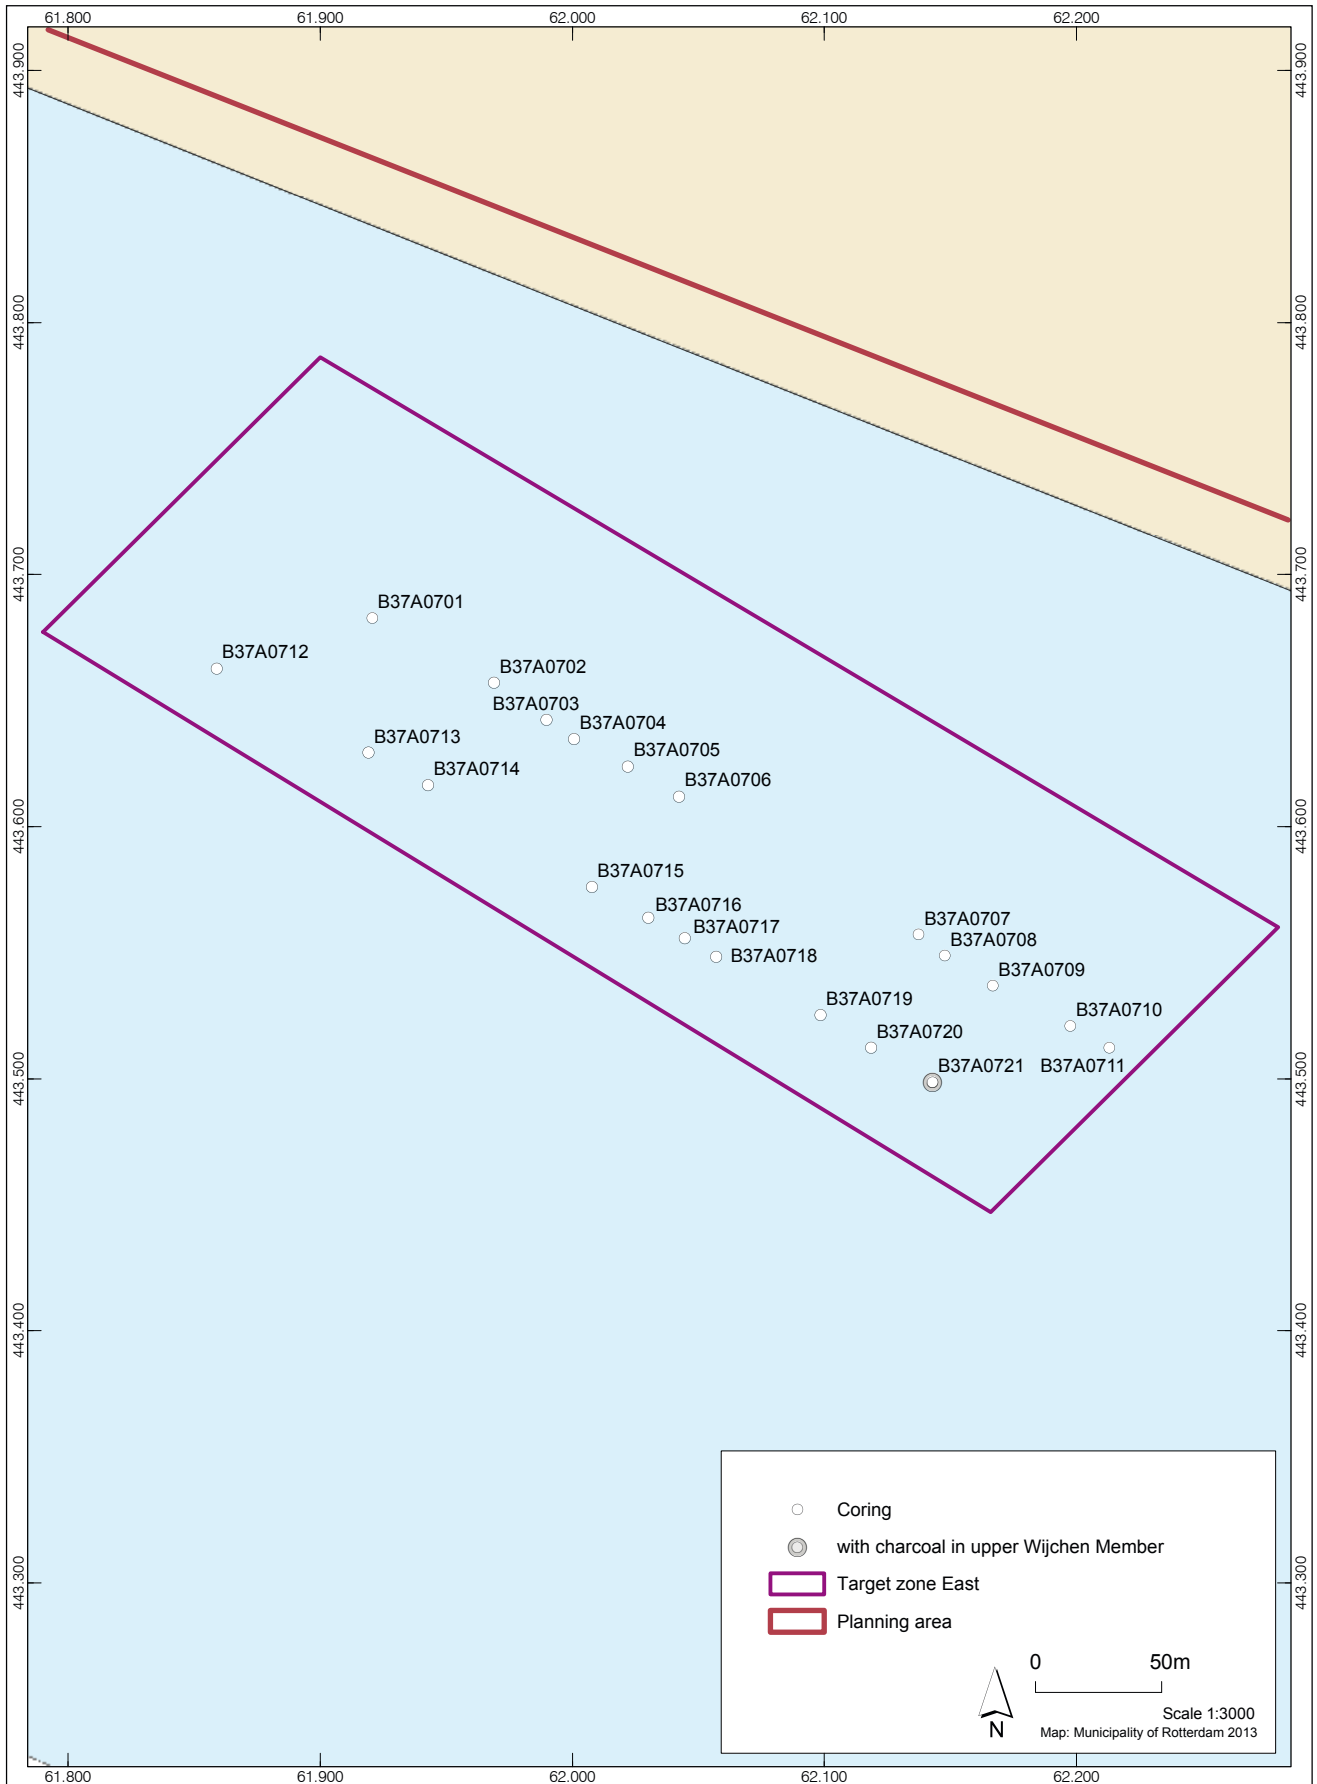 61.800 61.900 62.000 62.100 62.200
443.900 443.900
443.800 443.800
443.700 443.700
B37A0701
B37A0712
B37A0702
B37A0703
B37A0704
B37A0713
B37A0705
B37A0714
B37A0706
443.600 443.600
B37A0715
B37A0716
B37A0707
B37A0717
B37A0708
B37A0718
B37A0709
B37A0719
B37A0710
B37A0720
B37A0721
B37A0711
443.500 443.500
443.400 443.400
Coring
with charcoal in upper Wijchen Member
443.300 443.300
Target zone East
Planning area
0 50m
N
Scale 1:3000
Map: Municipality of Rotterdam 2013
61.800 61.900 62.000 62.100 62.200